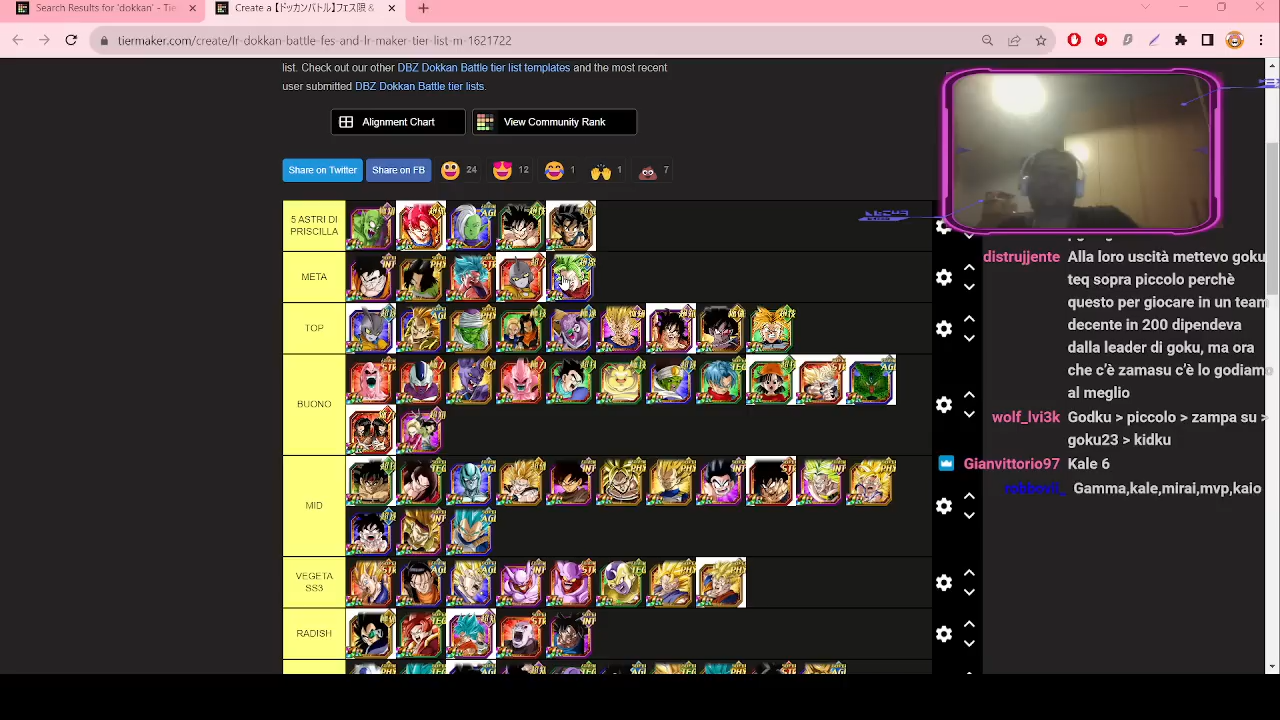 Search Results for 'dokkan' - Tie
Create a 【ドッカンバトル】フェス限 &
tiermaker.com/create/lr-dokkan-battle-fes-and-lr-maker-tier-list-m-1621722
list. Check out our other DBZ Dokkan Battle tier list templates and the most recent
user submitted DBZ Dokkan Battle tier lists.
Alignment Chart
View Community Rank
Share on Twitter
Share on FB
24
12
1
1
7
5 ASTRI DI
PRISCILLA
META
TOP
BUONO
MID
VEGETA
SS3
RADISH
distrujjente Alla loro uscità mettevo goku
teq sopra piccolo perchè
questo per giocare in un team
decente in 200 dipendeva
dalla leader di goku, ma ora
che c'è zamasu c'è lo godiamo
al meglio
wolf_lvi3k Godku > piccolo > zampa su >
goku23 > kidku
Gianvittorio97 Kale 6
Gamma,kale,mirai,mvp,kaio